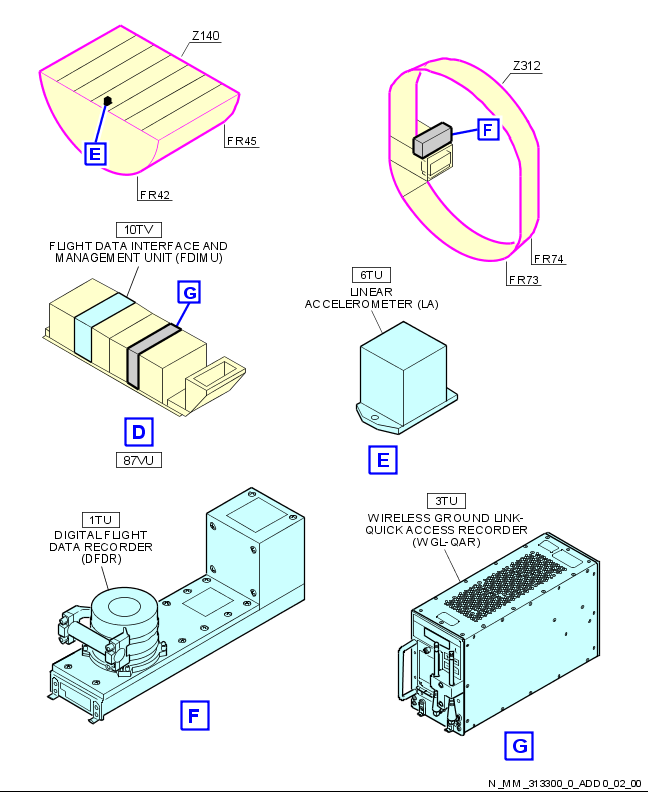 Z140
Z312
F
E
FR45
FR42
FR74
FR73
10TV
FLIGHT DATA INTERFACE AND
MANAGEMENT UNIT (FDIMU)
G
6TU
LINEAR
ACCELEROMETER (LA)
D
87VU
E
1TU
DIGITAL FLIGHT
DATA RECORDER
(DFDR)
3TU
WIRELESS GROUND LINK-
QUICK ACCESS RECORDER
(WGL-QAR)
F
G
N_MM_313300_0_ADD0_02_00